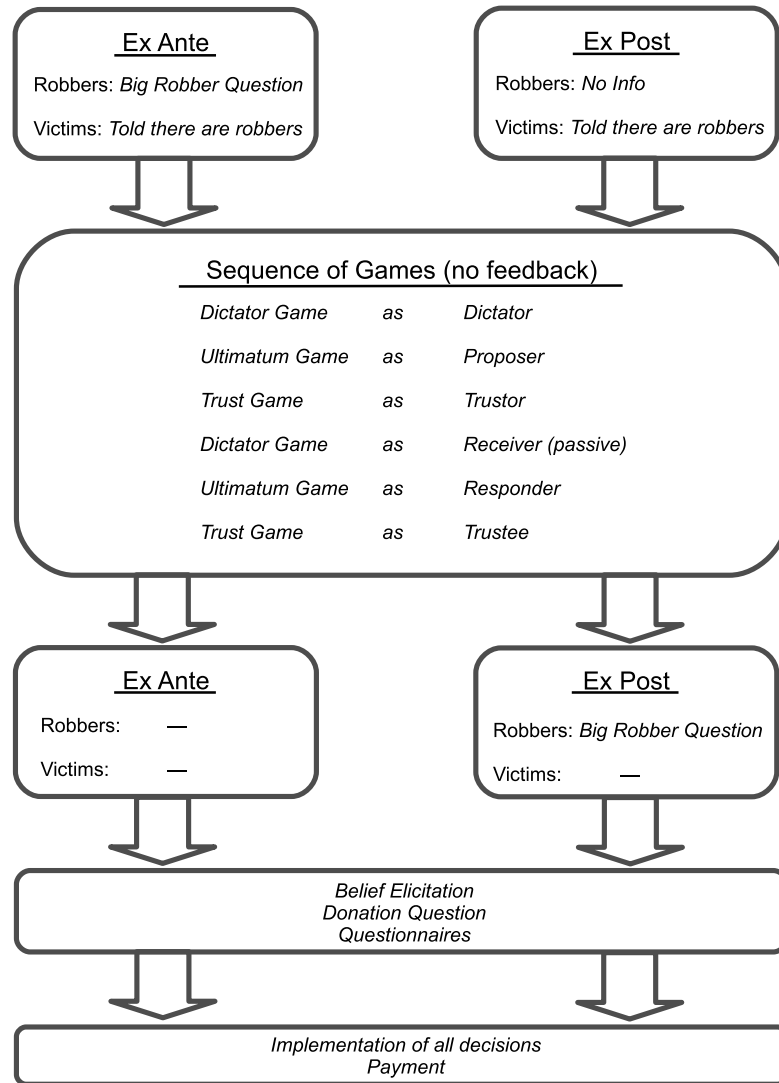 Ex Ante
Robbers: Big Robber Question
Victims: Told there are robbers
Ex Post
Robbers: No Info
Victims: Told there are robbers
Sequence of Games (no feedback)
Dictator Game as Dictator
Ultimatum Game as Proposer
Trust Game as Trustor
Dictator Game as Receiver (passive)
Ultimatum Game as Responder
Trust Game as Trustee
Ex Ante
Robbers: —
Victims: —
Ex Post
Robbers: Big Robber Question
Victims: —
Belief Elicitation
Donation Question
Questionnaires
Implementation of all decisions
Payment